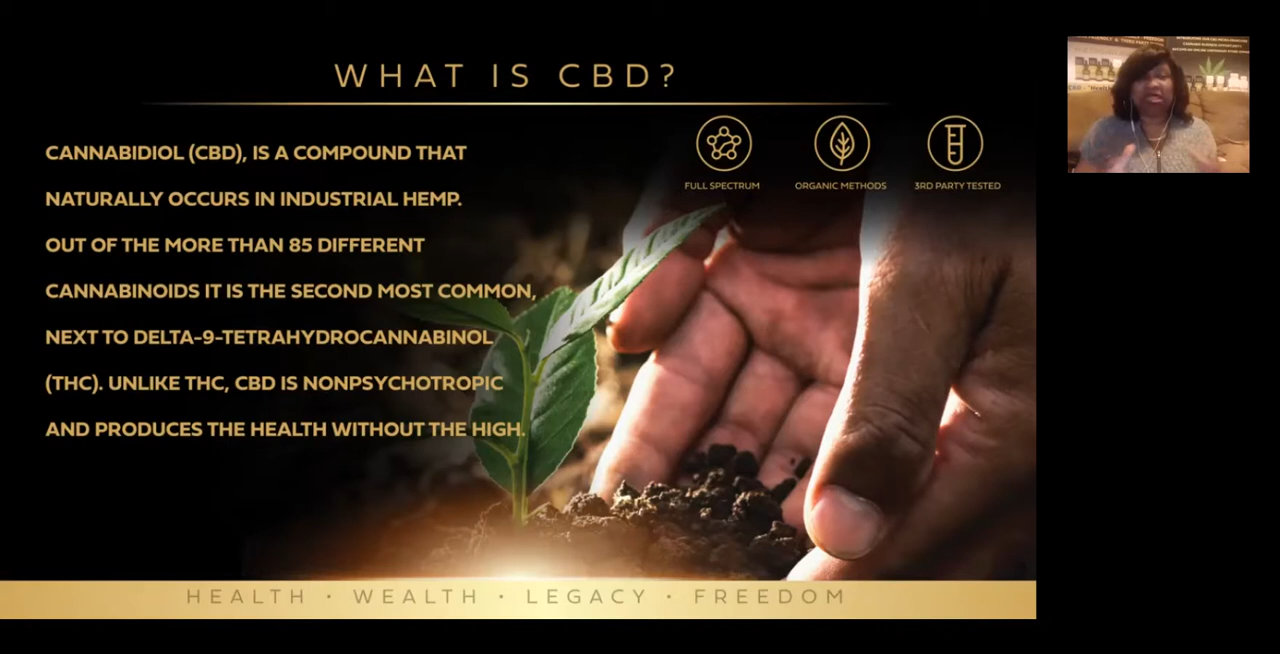 WHAT IS CBD?
CANNABIDIOL (CBD), IS A COMPOUND THAT
NATURALLY OCCURS IN INDUSTRIAL HEMP.
OUT OF THE MORE THAN 85 DIFFERENT
CANNABINOIDS IT IS THE SECOND MOST COMMON,
NEXT TO DELTA-9-TETRAHYDROCANNABINOL
(THC). UNLIKE THC, CBD IS NONPSYCHOTROPIC
AND PRODUCES THE HEALTH WITHOUT THE HIGH.
FULL SPECTRUM
ORGANIC METHODS
3RD PARTY TESTED
HEALTH • WEALTH • LEGACY • FREEDOM